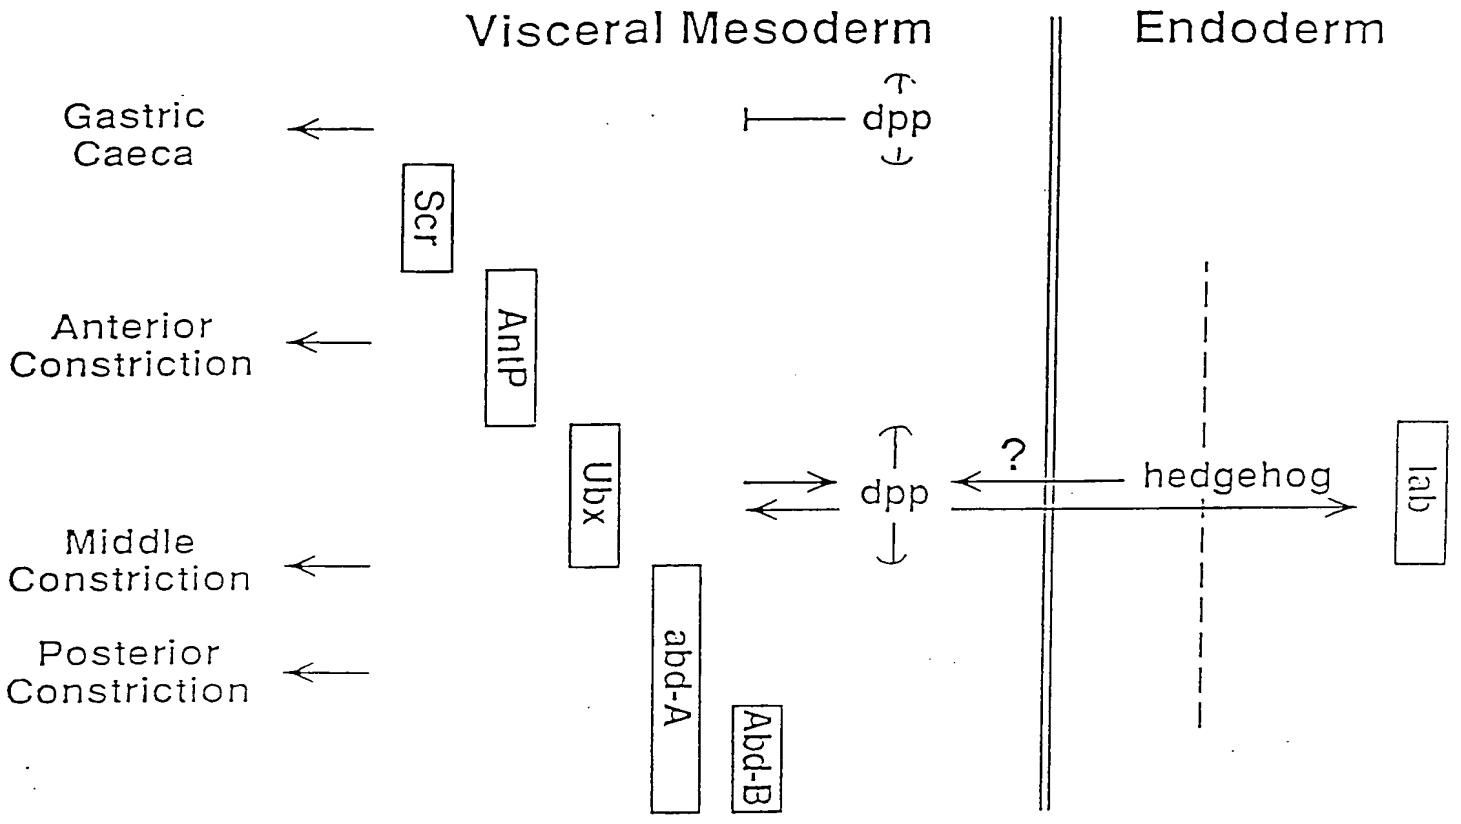 Visceral Mesoderm
Endoderm
Gastric
Caeca
dpp
Scr
AntP
Anterior
Constriction
Ubx
?
dpp
hedgehog
lab
Middle
Constriction
abd-A
Posterior
Constriction
Abd-B